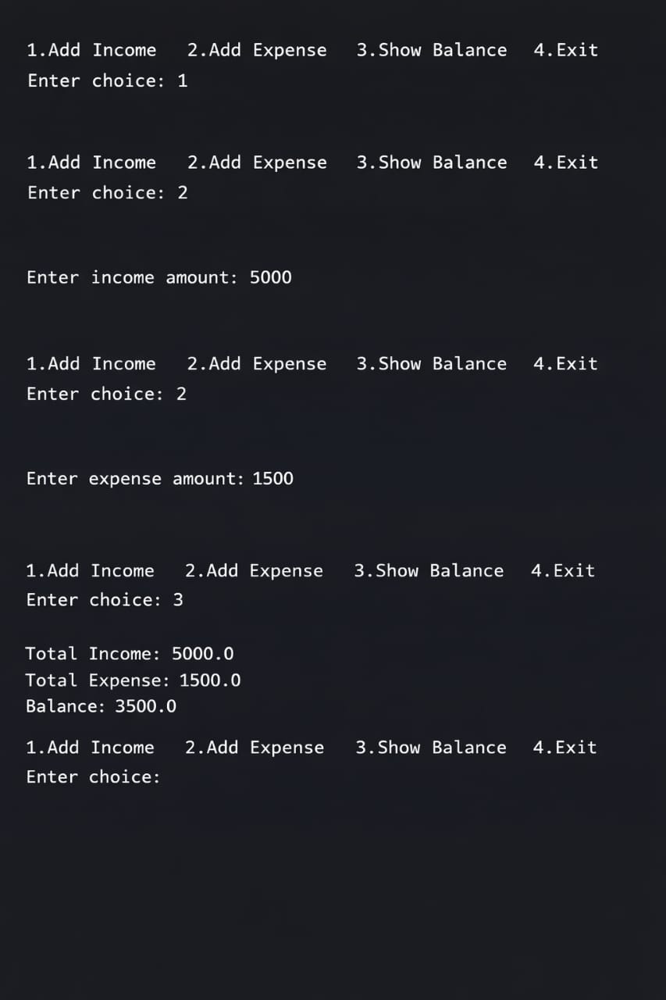 1.Add Income 2.Add Expense 3.Show Balance 4.Exit
Enter choice: 1
1.Add Income 2.Add Expense 3.Show Balance 4.Exit
Enter choice: 2
Enter income amount: 5000
1.Add Income 2.Add Expense 3.Show Balance 4.Exit
Enter choice: 2
Enter expense amount: 1500
1.Add Income 2.Add Expense 3.Show Balance 4.Exit
Enter choice: 3
Total Income: 5000.0
Total Expense: 1500.0
Balance: 3500.0
1.Add Income 2.Add Expense 3.Show Balance 4.Exit
Enter choice: